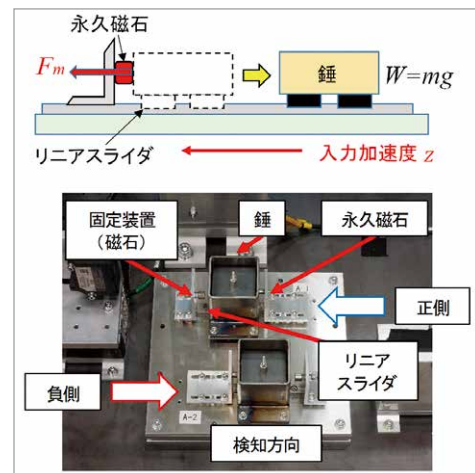 永久磁石
Fm
錘
W=mg
リニアスライダ
入力加速度 z
固定装置
（磁石）
錘
永久磁石
正側
リニア
スライダ
負側
A-2
検知方向